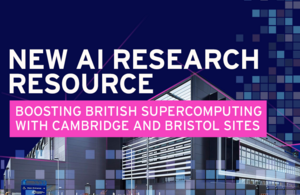 NEW AI RESEARCH
RESOURCE
BOOSTING BRITISH SUPERCOMPUTING
WITH CAMBRIDGE AND BRISTOL SITES